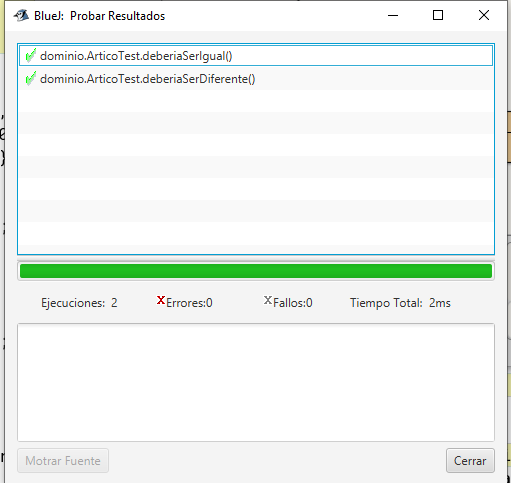 BlueJ: Probar Resultados
dominio.ArticoTest.deberiaSerIgual()
dominio.ArticoTest.deberiaSerDiferente()
Ejecuciones: 2 Errores:0 Fallos:0 Tiempo Total: 2ms
Motrar Fuente Cerrar